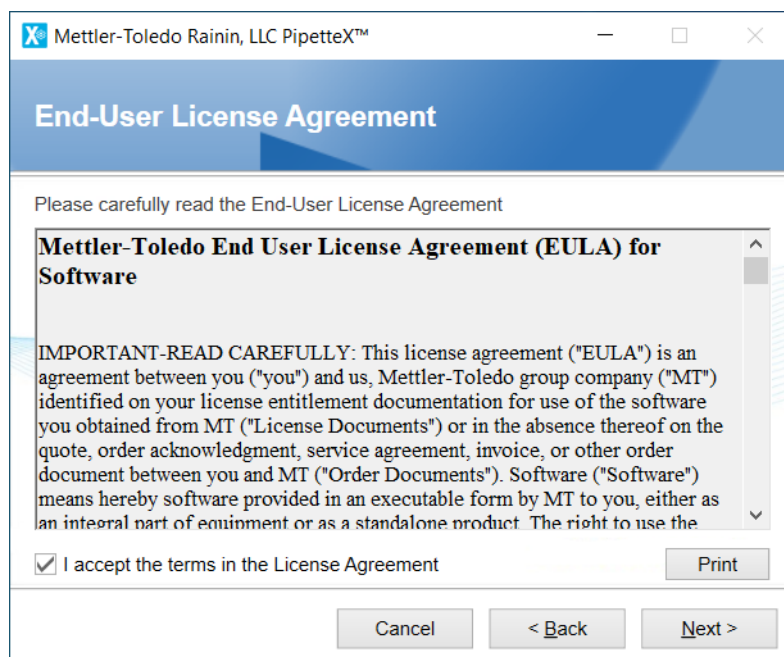 Mettler-Toledo Rainin, LLC PipetteX™
End-User License Agreement
Please carefully read the End-User License Agreement
Mettler-Toledo End User License Agreement (EULA) for
Software
IMPORTANT-READ CAREFULLY: This license agreement ("EULA") is an
agreement between you ("you") and us, Mettler-Toledo group company ("MT")
identified on your license entitlement documentation for use of the software
you obtained from MT ("License Documents") or in the absence thereof on the
quote, order acknowledgment, service agreement, invoice, or other order
document between you and MT ("Order Documents"). Software ("Software")
means hereby software provided in an executable form by MT to you, either as
an integral part of equipment or as a standalone product. The right to use the
I accept the terms in the License Agreement
Print
Cancel
< Back
Next >